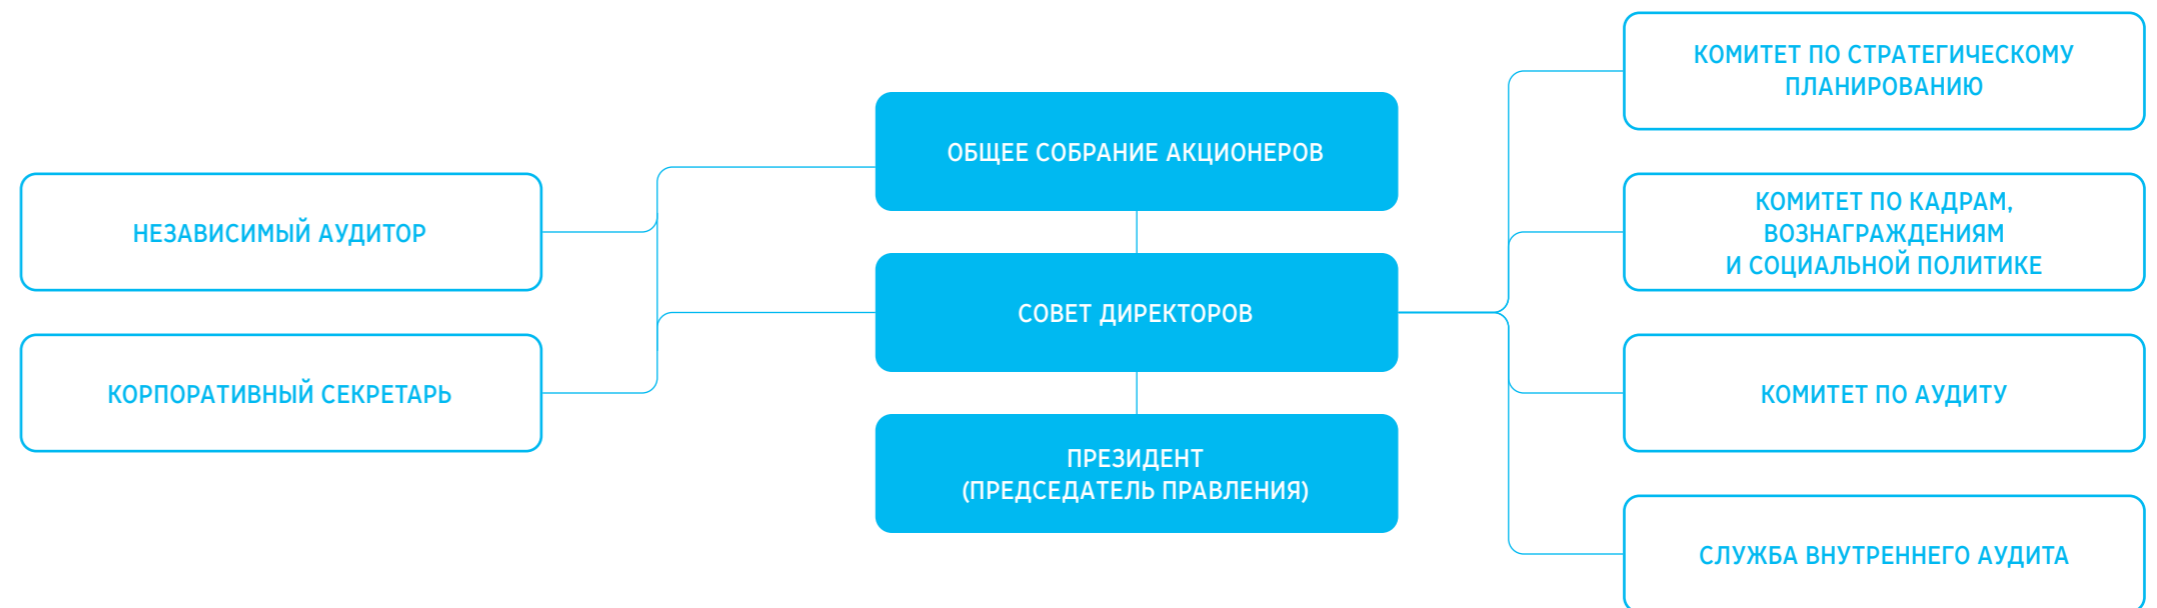 НЕЗАВИСИМЫЙ АУДИТОР
КОРПОРАТИВНЫЙ СЕКРЕТАРЬ
ОБЩЕЕ СОБРАНИЕ АКЦИОНЕРОВ
СОВЕТ ДИРЕКТОРОВ
ПРЕЗИДЕНТ
(ПРЕДСЕДАТЕЛЬ ПРАВЛЕНИЯ)
КОМИТЕТ ПО СТРАТЕГИЧЕСКОМУ
ПЛАНИРОВАНИЮ
КОМИТЕТ ПО КАДРАМ,
ВОЗНАГРАЖДЕНИЯМ
И СОЦИАЛЬНОЙ ПОЛИТИКЕ
КОМИТЕТ ПО АУДИТУ
СЛУЖБА ВНУТРЕННЕГО АУДИТА